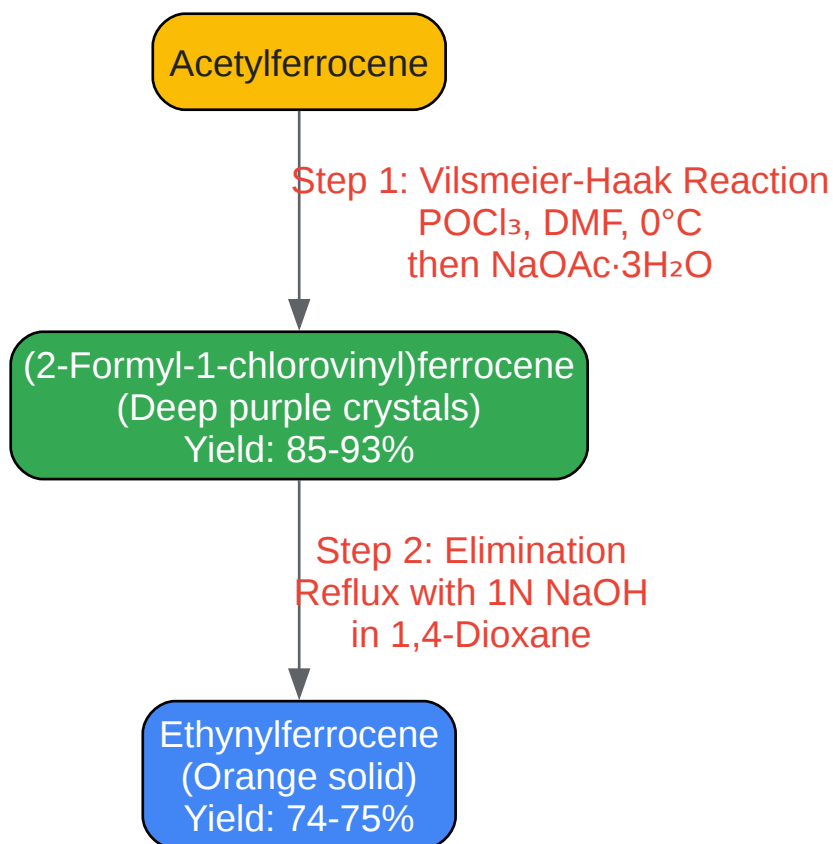 Acetylferrocene
Step 1: Vilsmeier-Haak Reaction
POCl₃, DMF, 0°C
then NaOAc·3H₂O
(2-Formyl-1-chlorovinyl)ferrocene
(Deep purple crystals)
Yield: 85-93%
Step 2: Elimination
Reflux with 1N NaOH
in 1,4-Dioxane
Ethynylferrocene
(Orange solid)
Yield: 74-75%